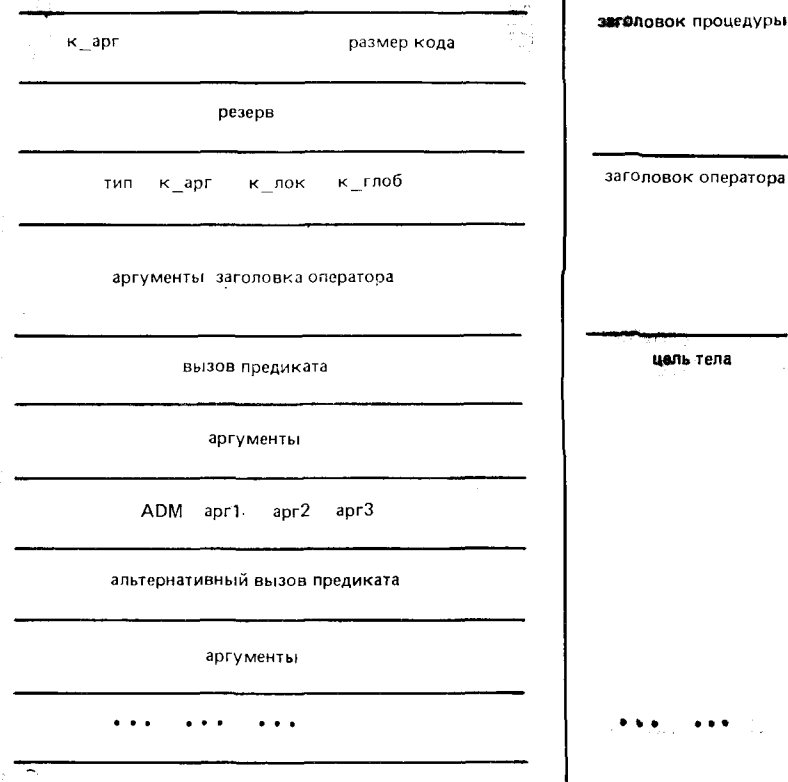 к_арг размер кода заголовок процедуры
резерв
тип к_арг к_лок к_глоб заголовок оператора
аргументы заголовка оператора
вызов предиката цель тела
аргументы
ADM арг1 арг2 арг3
альтернативный вызов предиката
аргументы
••• ••• ••• ••• •••